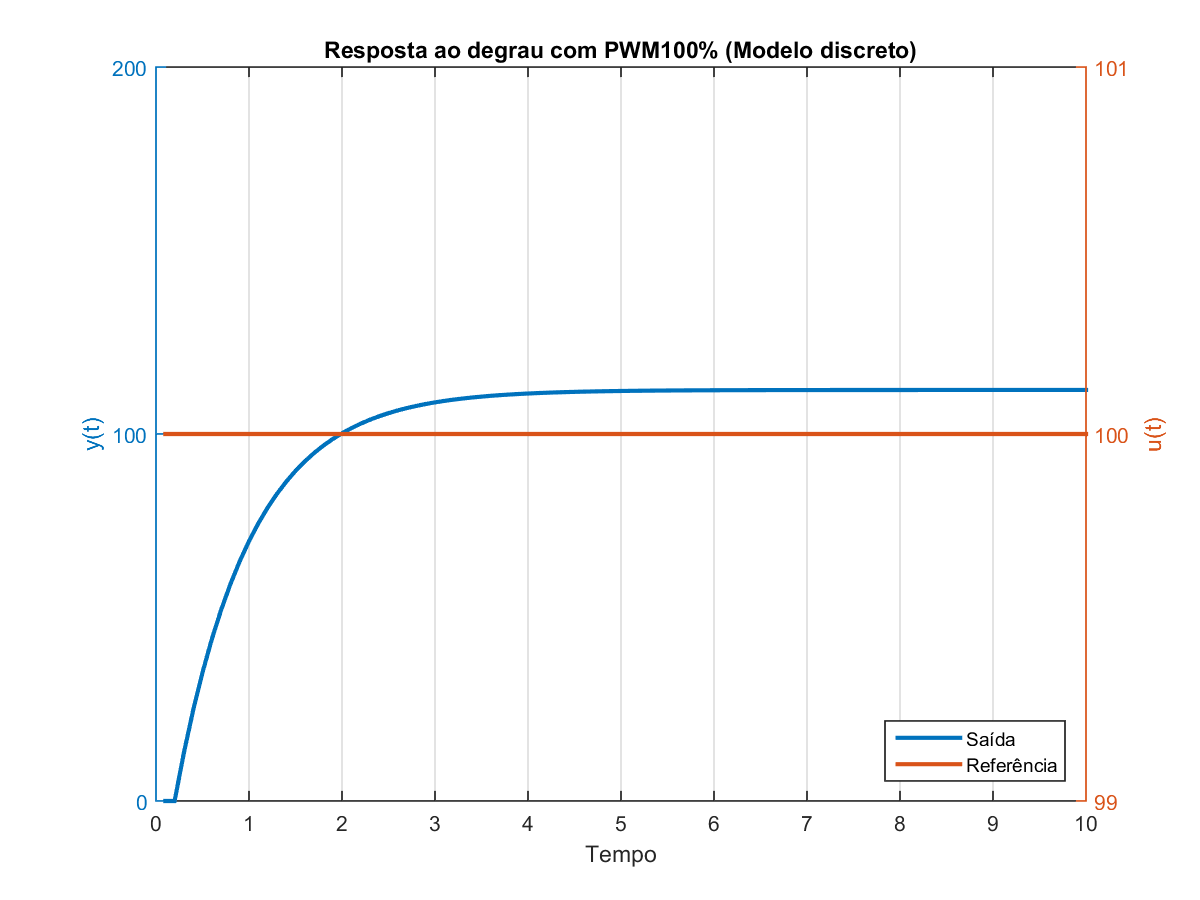 Resposta ao degrau com PWM100% (Modelo discreto)
200
100
0
y(t)
101
100
99
u(t)
0 1 2 3 4 5 6 7 8 9 10
Tempo
Saída
Referência